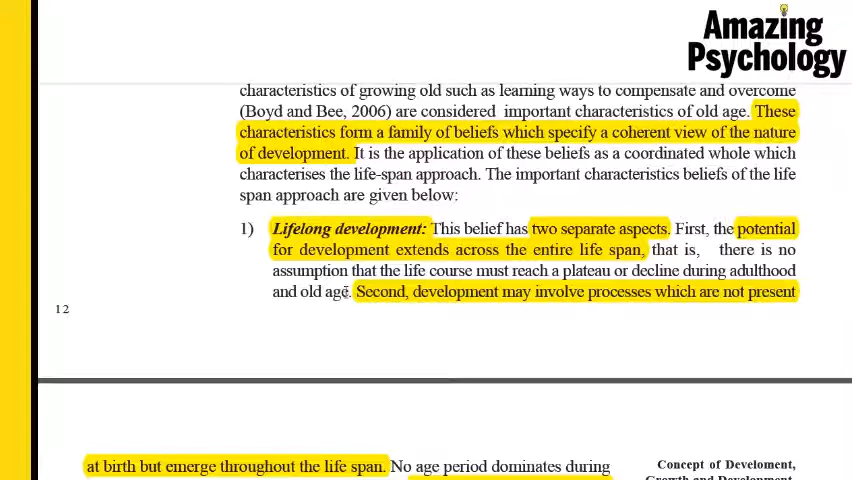 Amazing
Psychology
characteristics of growing old such as learning ways to compensate and overcome
(Boyd and Bee, 2006) are considered important characteristics of old age. These
characteristics form a family of beliefs which specify a coherent view of the nature
of development. It is the application of these beliefs as a coordinated whole which
characterises the life-span approach. The important characteristics beliefs of the life
span approach are given below:
1) Lifelong development: This belief has two separate aspects. First, the potential
for development extends across the entire life span, that is, there is no
assumption that the life course must reach a plateau or decline during adulthood
and old age. Second, development may involve processes which are not present
12
at birth but emerge throughout the life span. No age period dominates during
Concept of Develoment,
Growth and Development,